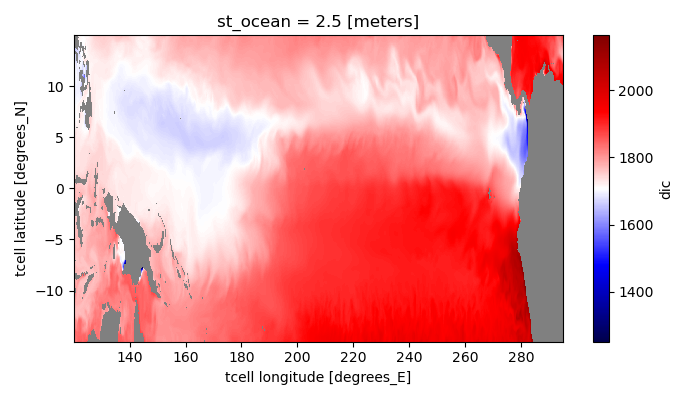 st_ocean = 2.5 [meters]
10
5
0
−5
−10
tcell latitude [degrees_N]
140 160 180 200 220 240 260 280
tcell longitude [degrees_E]
2000
1800
1600
1400
dic